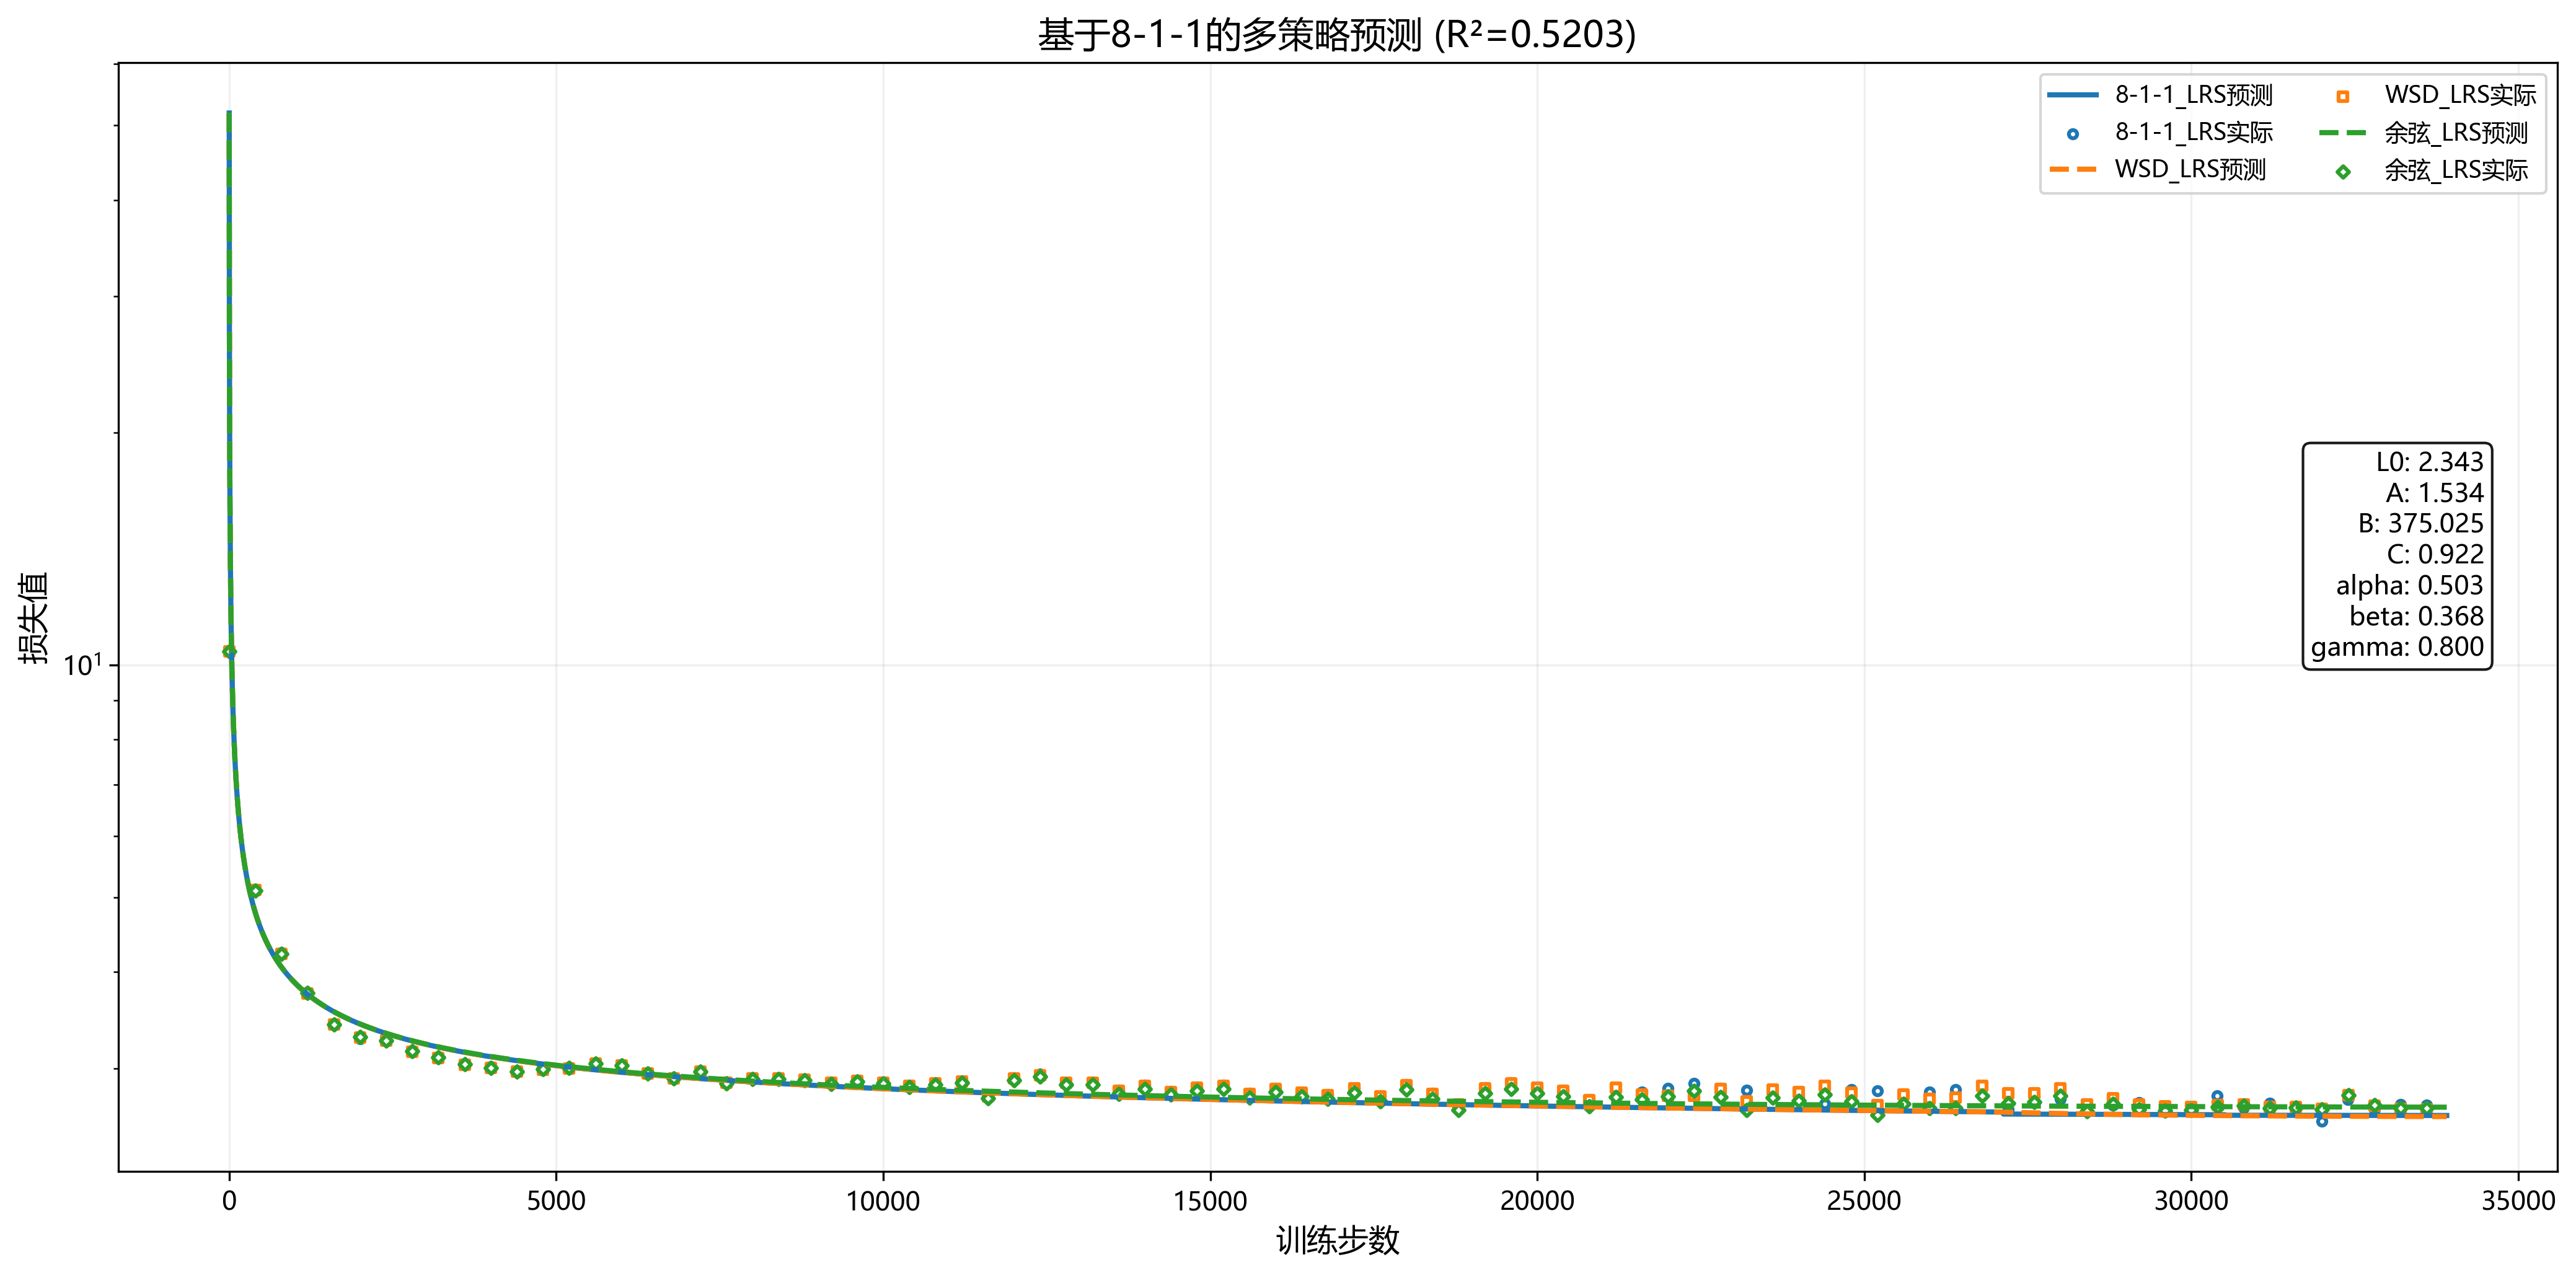 基于8-1-1的多策略预测 (R²=0.5203)
8-1-1_LRS预测
8-1-1_LRS实际
WSD_LRS预测
WSD_LRS实际
余弦_LRS预测
余弦_LRS实际
L0: 2.343
A: 1.534
B: 375.025
C: 0.922
alpha: 0.503
beta: 0.368
gamma: 0.800
损失值
10¹
0
5000
10000
15000
20000
25000
30000
35000
训练步数